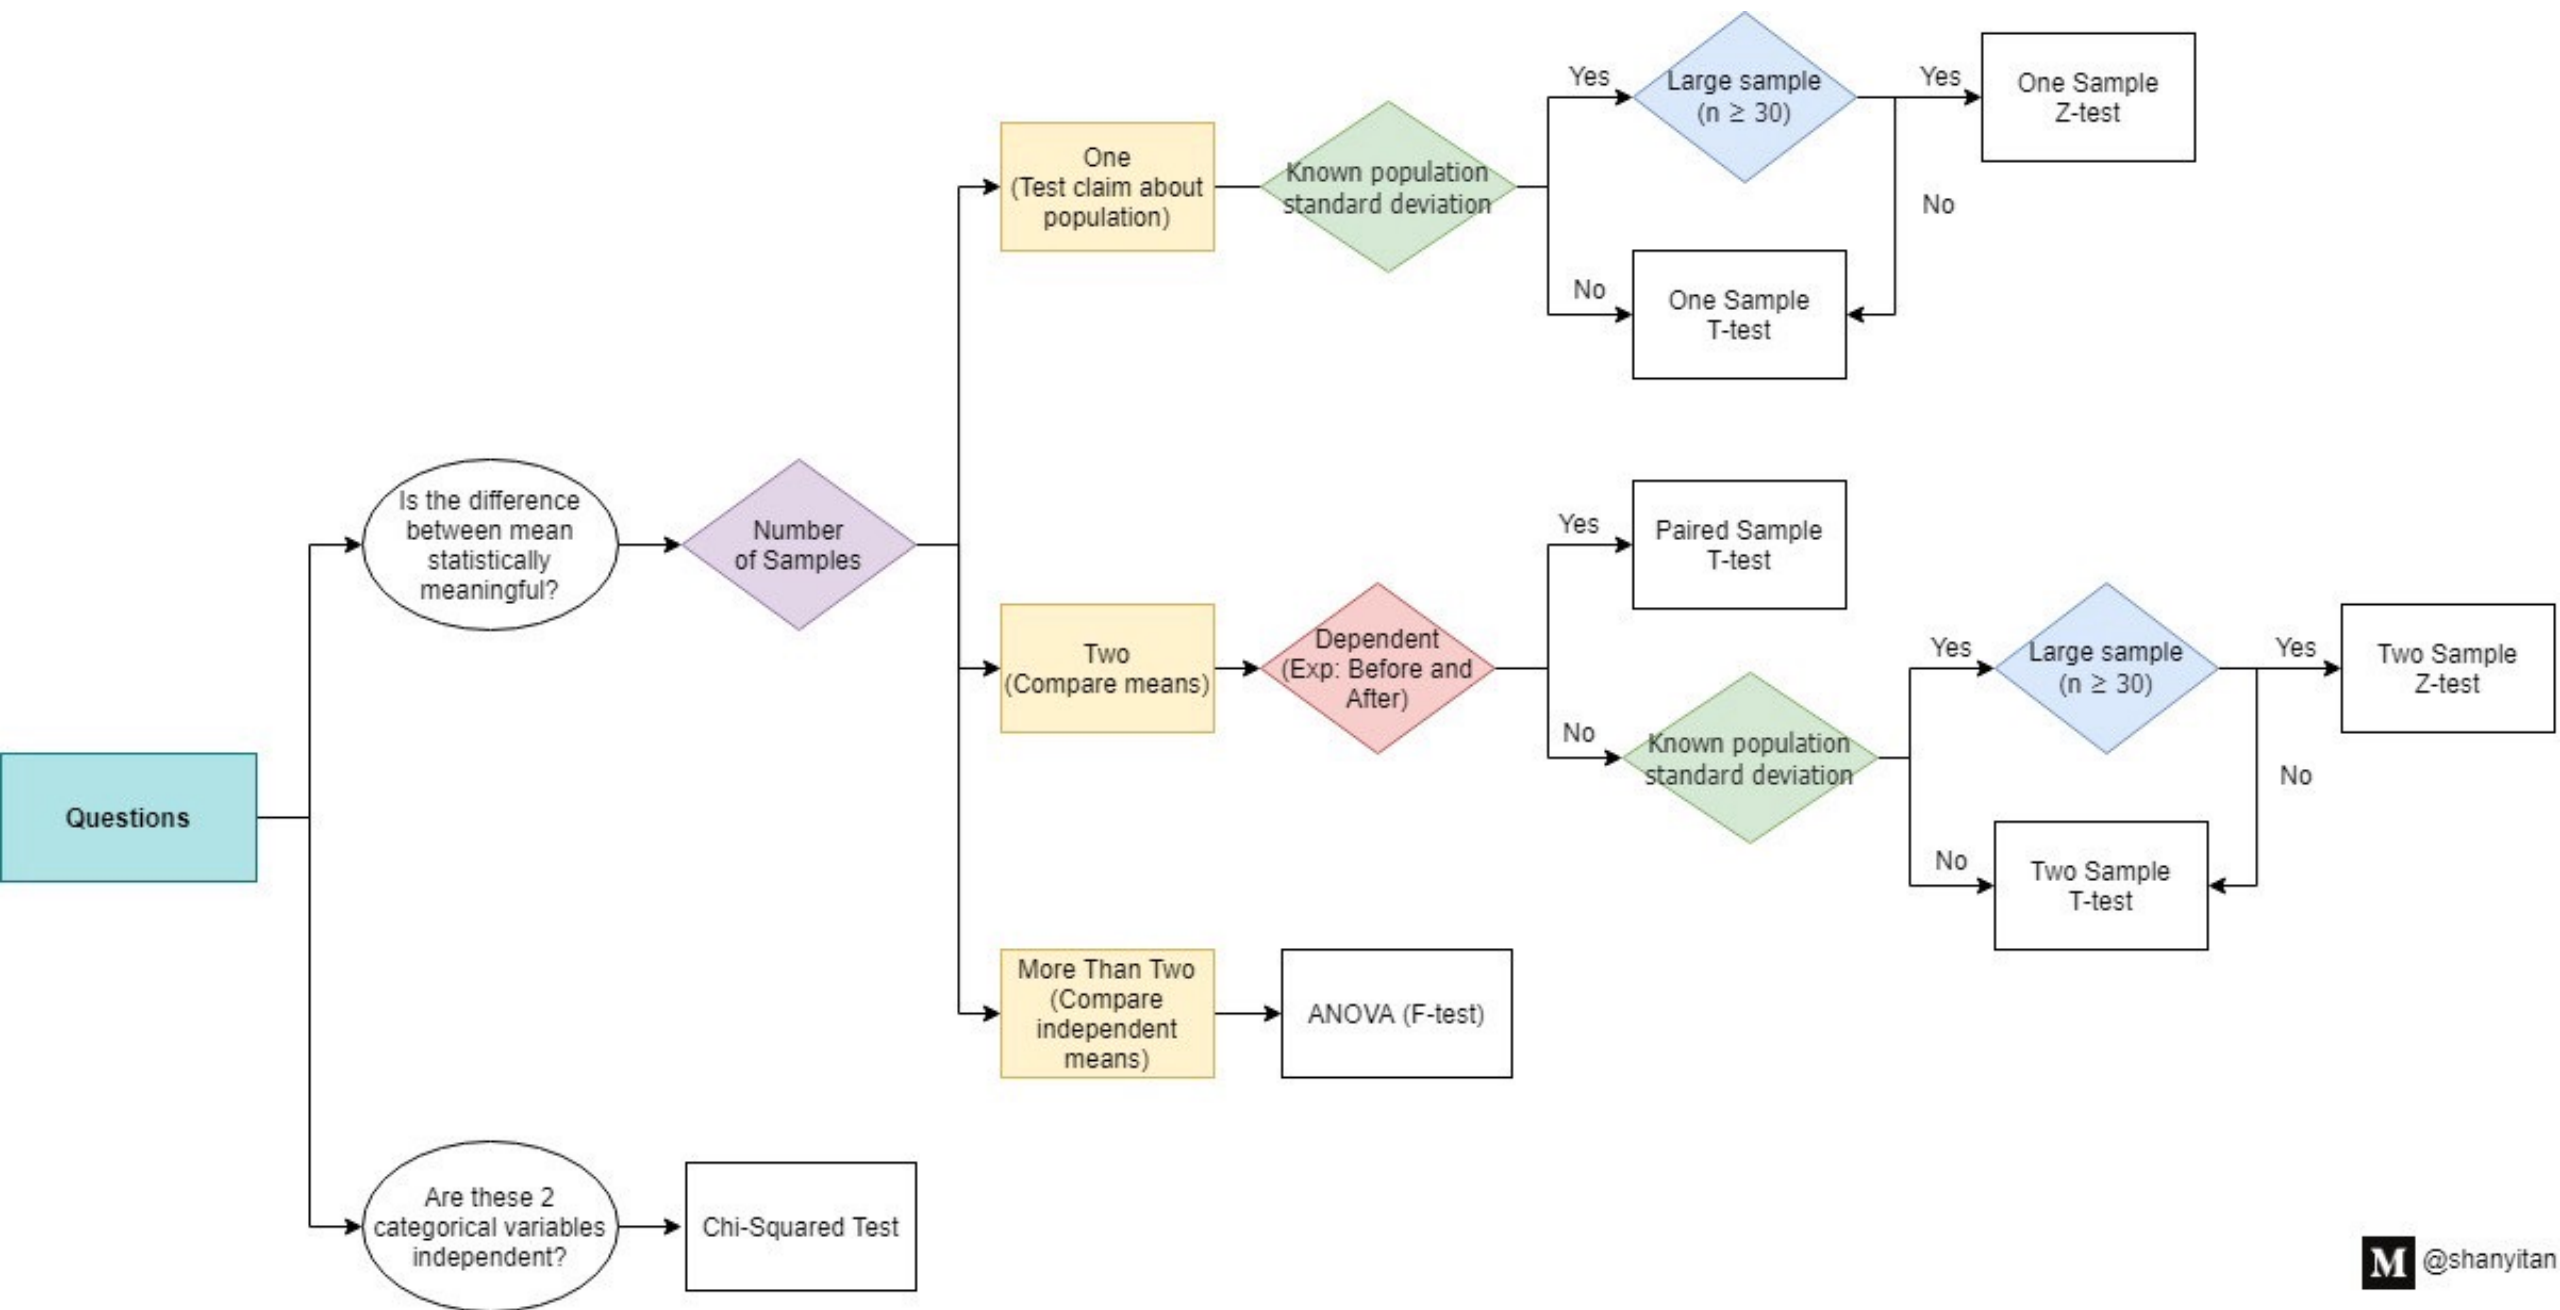 Questions
Is the difference
between mean
statistically
meaningful?
Number
of Samples
One
(Test claim about
population)
Known population
standard deviation
Yes
Large sample
(n ≥ 30)
Yes
One Sample
Z-test
No
No
One Sample
T-test
Two
(Compare means)
Dependent
(Exp: Before and
After)
Yes
Paired Sample
T-test
No
Known population
standard deviation
Yes
Large sample
(n ≥ 30)
Yes
Two Sample
Z-test
No
No
Two Sample
T-test
More Than Two
(Compare
independent
means)
ANOVA (F-test)
Are these 2
categorical variables
independent?
Chi-Squared Test
M @shanyitan